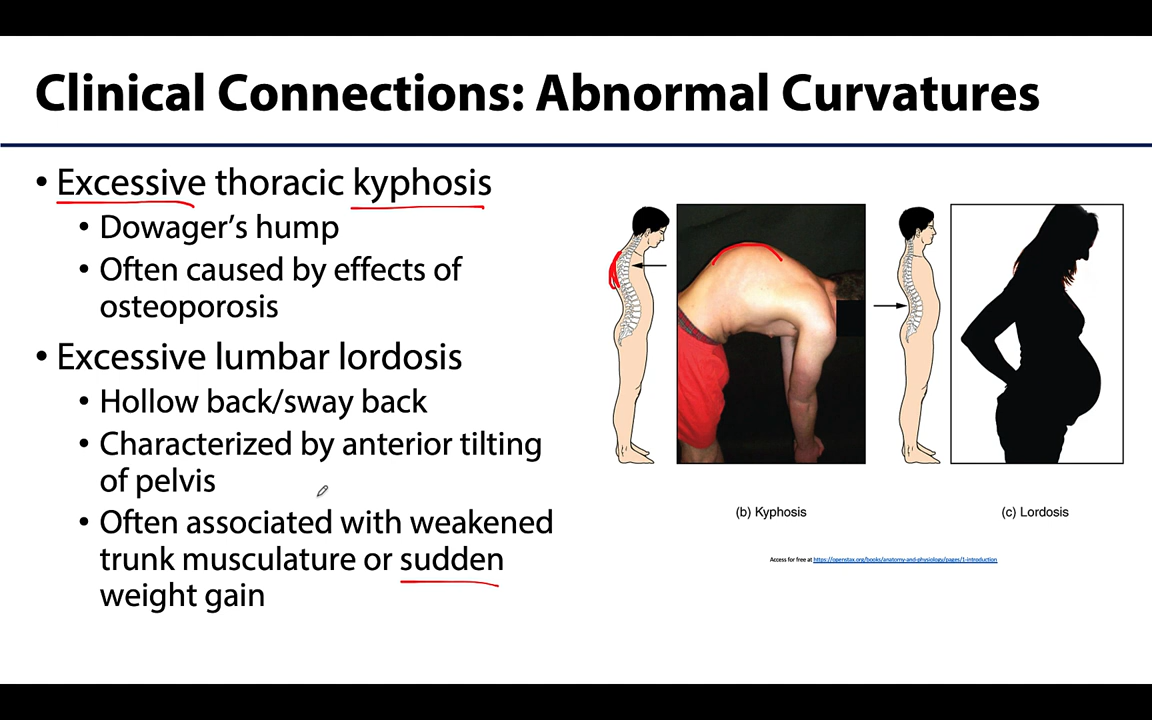 Clinical Connections: Abnormal Curvatures
• Excessive thoracic kyphosis
• Dowager’s hump
• Often caused by effects of
osteoporosis
• Excessive lumbar lordosis
• Hollow back/sway back
• Characterized by anterior tilting
of pelvis
• Often associated with weakened
trunk musculature or sudden
weight gain
(b) Kyphosis
(c) Lordosis
Access for free at https://openstax.org/books/anatomy-and-physiology/pages/1-introduction